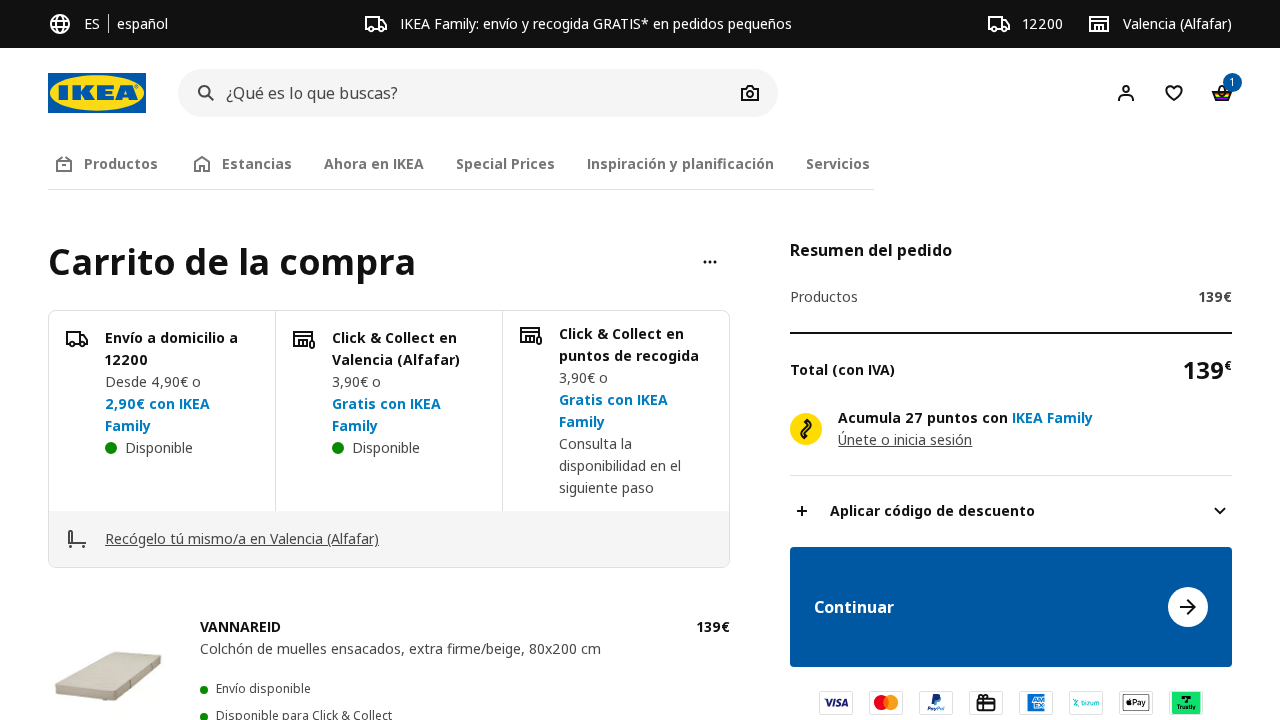 ES español
IKEA Family: envío y recogida GRATIS* en pedidos pequeños
12200
Valencia (Alfafar)
IKEA
¿Qué es lo que buscas?
1
Productos
Estancias
Ahora en IKEA
Special Prices
Inspiración y planificación
Servicios
Carrito de la compra
Envío a domicilio a
12200
Desde 4,90€ o
2,90€ con IKEA
Family
Disponible
Click & Collect en
Valencia (Alfafar)
3,90€ o
Gratis con IKEA
Family
Disponible
Click & Collect en
puntos de recogida
3,90€ o
Gratis con IKEA
Family
Consulta la
disponibilidad en el
siguiente paso
Recógelo tú mismo/a en Valencia (Alfafar)
VANNAREID
139€
Colchón de muelles ensacados, extra firme/beige, 80x200 cm
Envío disponible
Disponible para Click & Collect
Resumen del pedido
Productos
139€
Total (con IVA)
139€
Acumula 27 puntos con IKEA Family
Únete o inicia sesión
Aplicar código de descuento
Continuar
VISA
PayPal
AMEX
bizum
Pay
Trustly